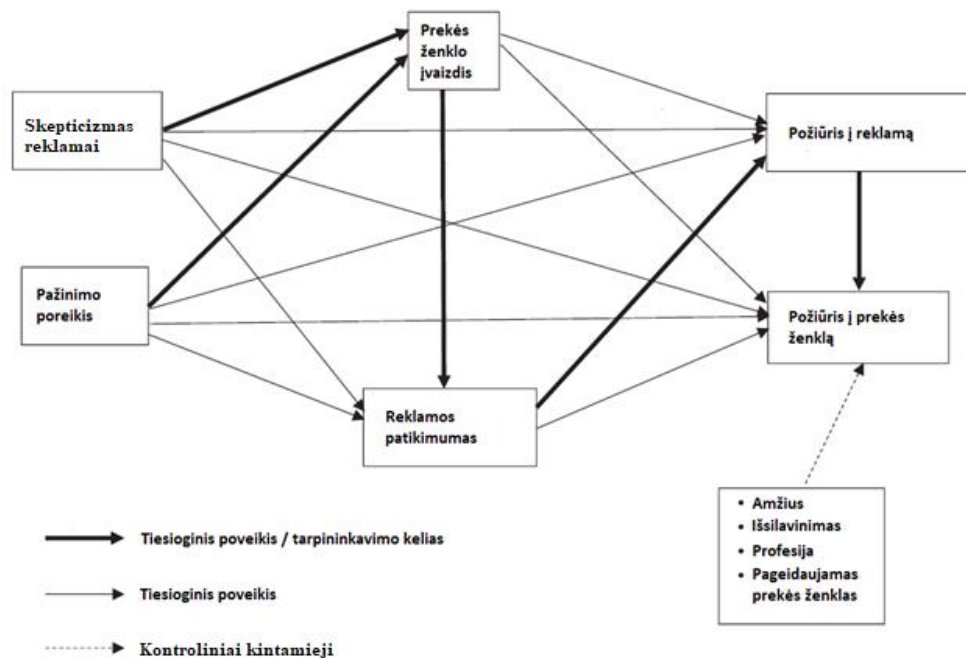 Prekės
ženklo
įvaizdis
Skepticizmas
reklamai
Požiūris į reklamą
Pažinimo
poreikis
Požiūris į prekės
ženklą
Reklamos
patikimumas
• Amžius
• Išsilavinimas
• Profesija
• Pageidaujamas
prekės ženklas
Tiesioginis poveikis / tarpininkavimo kelias
Tiesioginis poveikis
Kontroliniai kintamieji